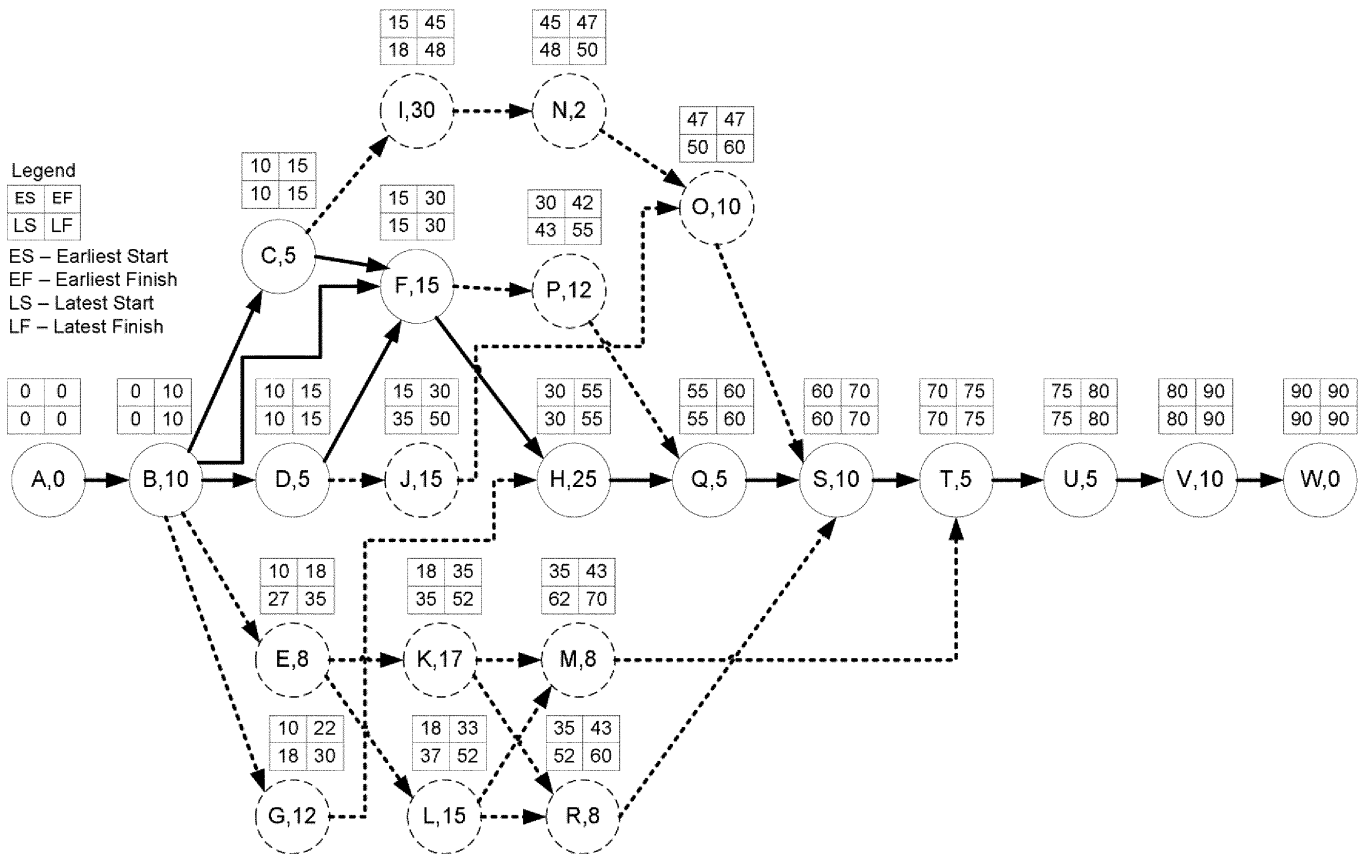 15 45
18 48
I,30
45 47
48 50
N,2
47 47
50 60
O,10
Legend
ES EF
LS LF
ES – Earliest Start
EF – Earliest Finish
LS – Latest Start
LF – Latest Finish
10 15
10 15
C,5
15 30
15 30
F,15
30 42
43 55
P,12
0 0
0 0
A,0
0 10
0 10
B,10
10 15
10 15
D,5
15 30
35 50
J,15
30 55
30 55
H,25
55 60
55 60
Q,5
60 70
60 70
S,10
70 75
70 75
T,5
75 80
75 80
U,5
80 90
80 90
V,10
90 90
90 90
W,0
10 18
27 35
E,8
18 35
35 52
K,17
35 43
62 70
M,8
10 22
18 30
G,12
18 33
37 52
L,15
35 43
52 60
R,8